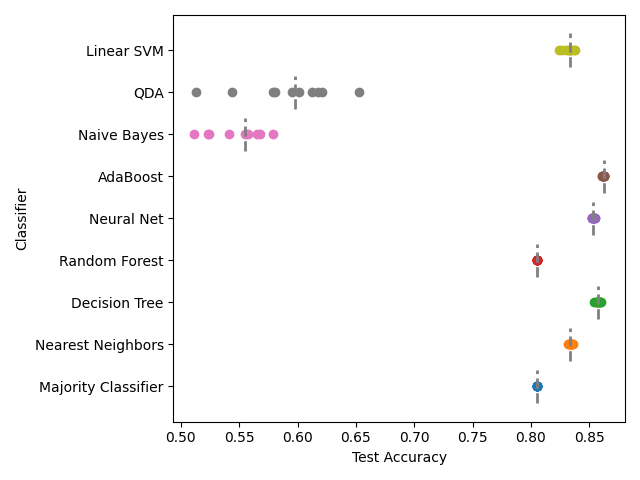 Linear SVM
QDA
Naive Bayes
AdaBoost
Neural Net
Random Forest
Decision Tree
Nearest Neighbors
Majority Classifier
Classifier
0.50 0.55 0.60 0.65 0.70 0.75 0.80 0.85
Test Accuracy